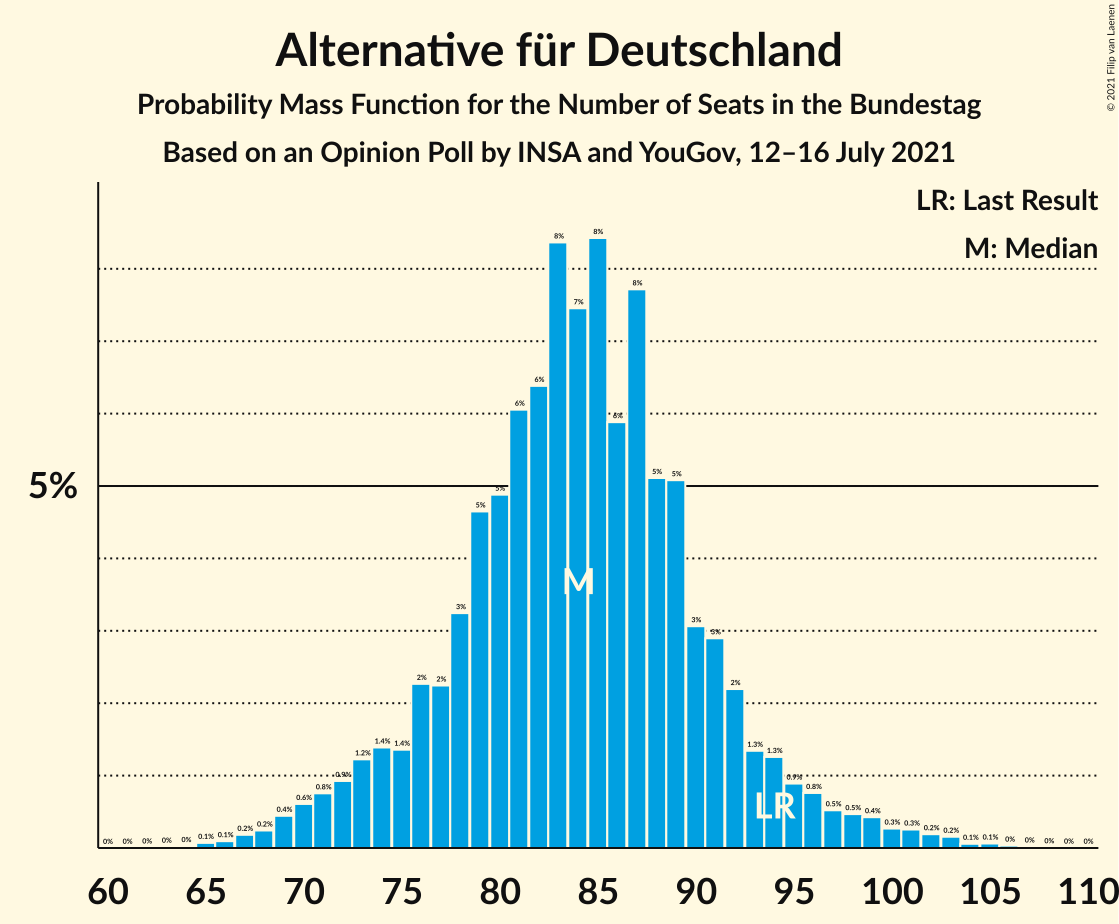 Alternative für Deutschland
Probability Mass Function for the Number of Seats in the Bundestag
Based on an Opinion Poll by INSA and YouGov, 12–16 July 2021
© 2021 Filip van Laenen
LR: Last Result
M: Median
5%
0% 0% 0% 0% 0% 0.1% 0.1% 0.2% 0.2% 0.4% 0.6% 0.8% 0.9% 1.2% 1.4% 1.4% 2% 2% 3% 5% 5% 6% 6% 8% 7% 8% 6% 8% 5% 5% 3% 3% 2% 1.3% 1.3% 0.9% 0.8% 0.5% 0.5% 0.4% 0.3% 0.3% 0.2% 0.2% 0.1% 0.1% 0% 0% 0% 0% 0%
M
LR
60 65 70 75 80 85 90 95 100 105 110